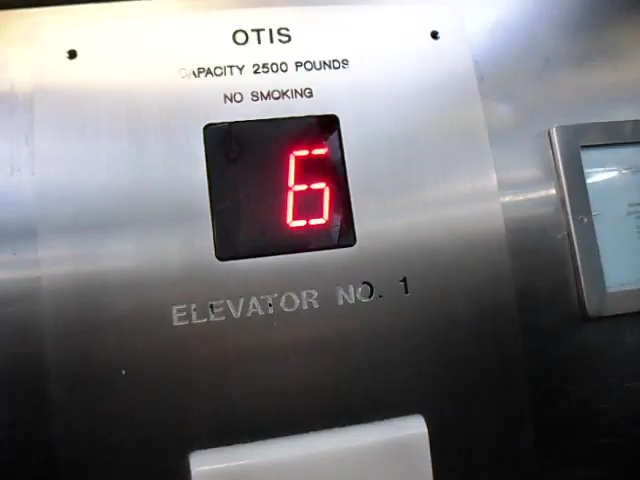 OTIS
CAPACITY 2500 POUNDS
NO SMOKING
6
ELEVATOR NO. 1